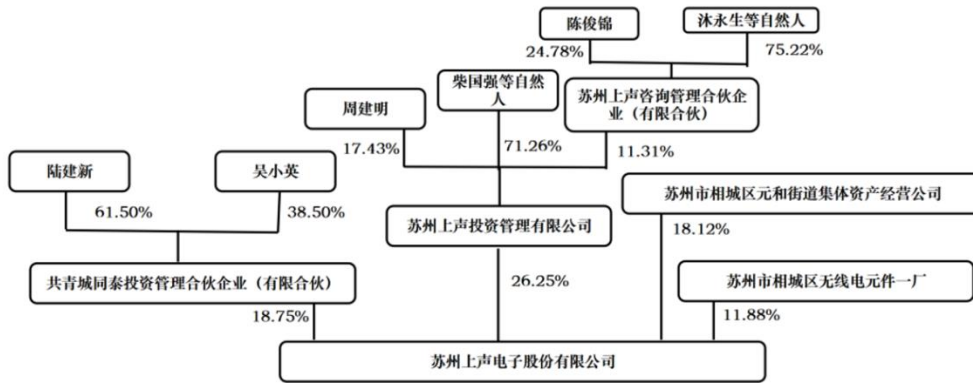 陈俊锦
沐永生等自然人
24.78%
75.22%
柴国强等自然
人
苏州上声咨询管理合伙企
业（有限合伙）
周建明
17.43%
71.26%
11.31%
陆建新
吴小英
苏州市相城区元和街道集体资产经营公司
61.50%
38.50%
苏州上声投资管理有限公司
18.12%
共青城同泰投资管理合伙企业（有限合伙）
26.25%
苏州市相城区无线电元件一厂
18.75%
11.88%
苏州上声电子股份有限公司